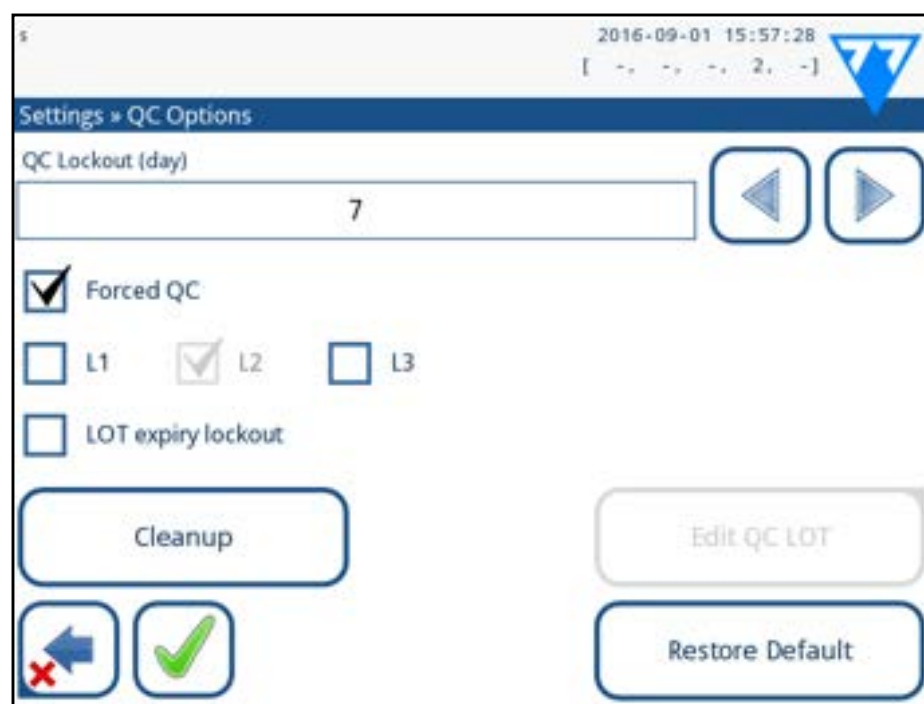 s
2016-09-01 15:57:28
[ -, -, -, 2, -]
Settings » QC Options
QC Lockout (day)
7
Forced QC
L1 L2 L3
LOT expiry lockout
Cleanup
Edit QC LOT
Restore Default